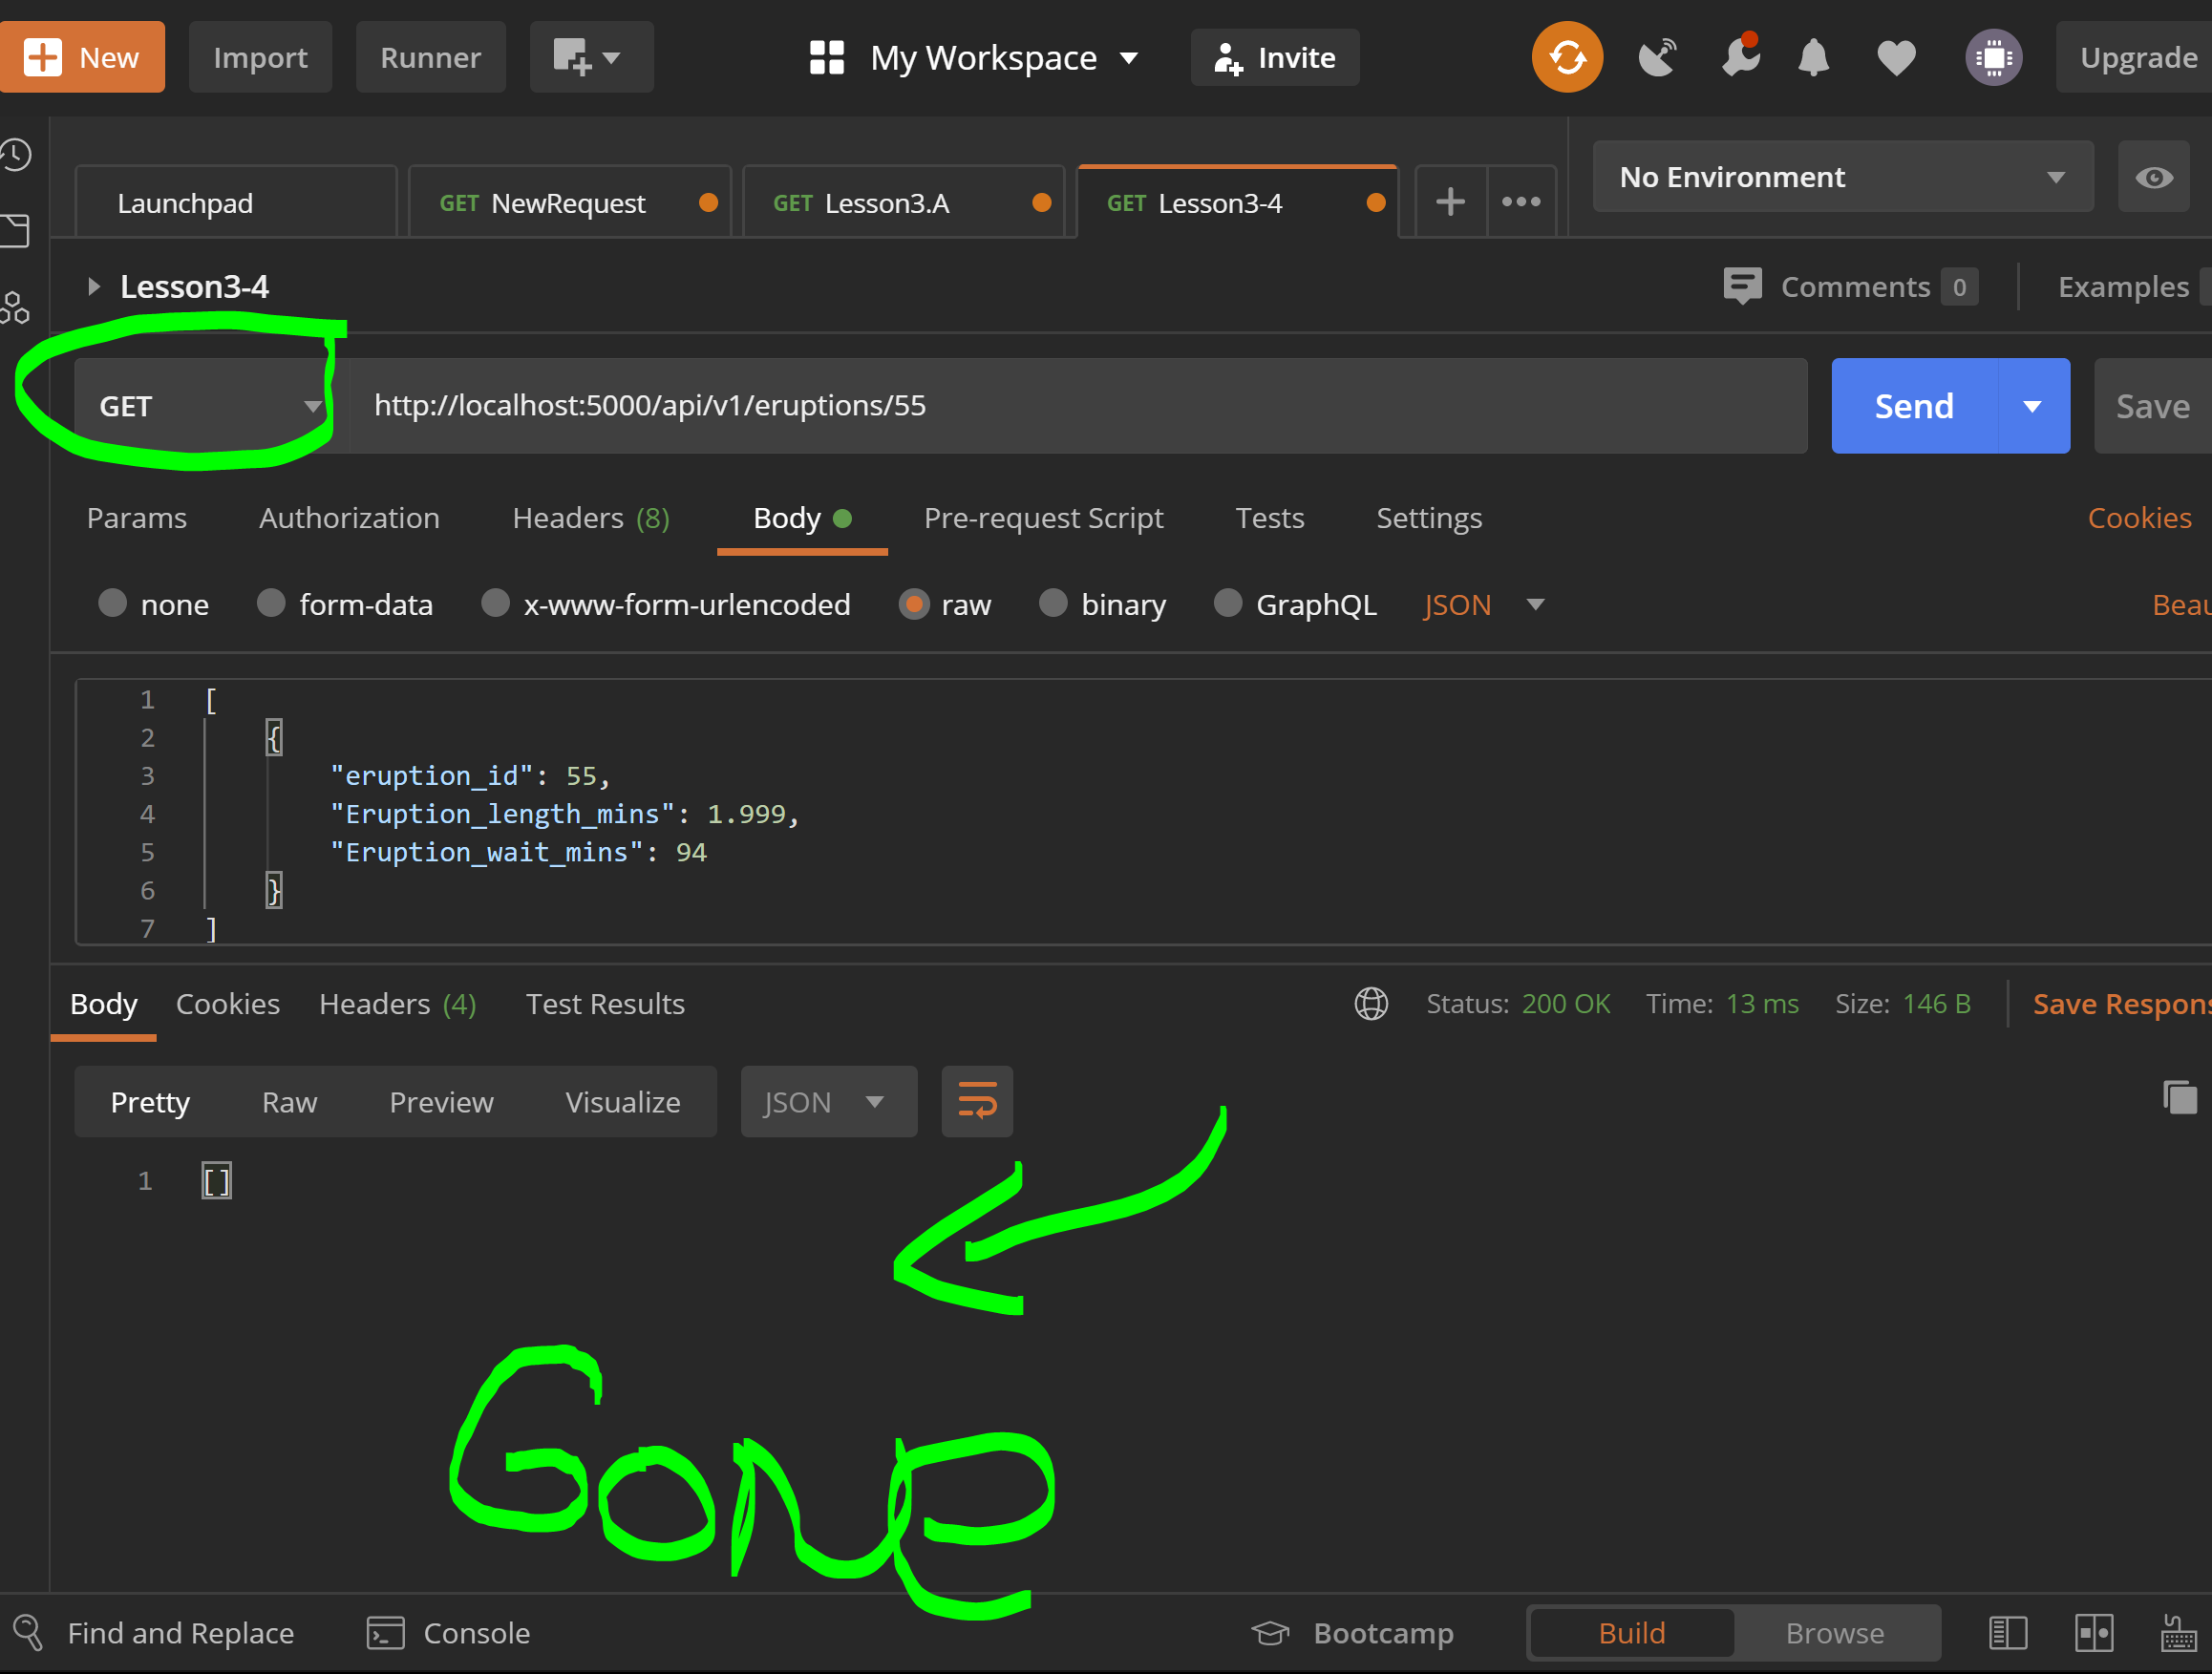 New Import Runner My Workspace Invite Upgrade
Launchpad GET NewRequest GET Lesson3.A GET Lesson3-4 No Environment
Lesson3-4 Comments 0 Examples
GET http://localhost:5000/api/v1/eruptions/55 Send Save
Params Authorization Headers (8) Body Pre-request Script Tests Settings Cookies
none form-data x-www-form-urlencoded raw binary GraphQL JSON Beau
1 [
2 {
3 "eruption_id": 55,
4 "Eruption_length_mins": 1.999,
5 "Eruption_wait_mins": 94
6 }
7 ]
Body Cookies Headers (4) Test Results Status: 200 OK Time: 13 ms Size: 146 B Save Respons
Pretty Raw Preview Visualize JSON
1 []
Gone
Find and Replace Console Bootcamp Build Browse